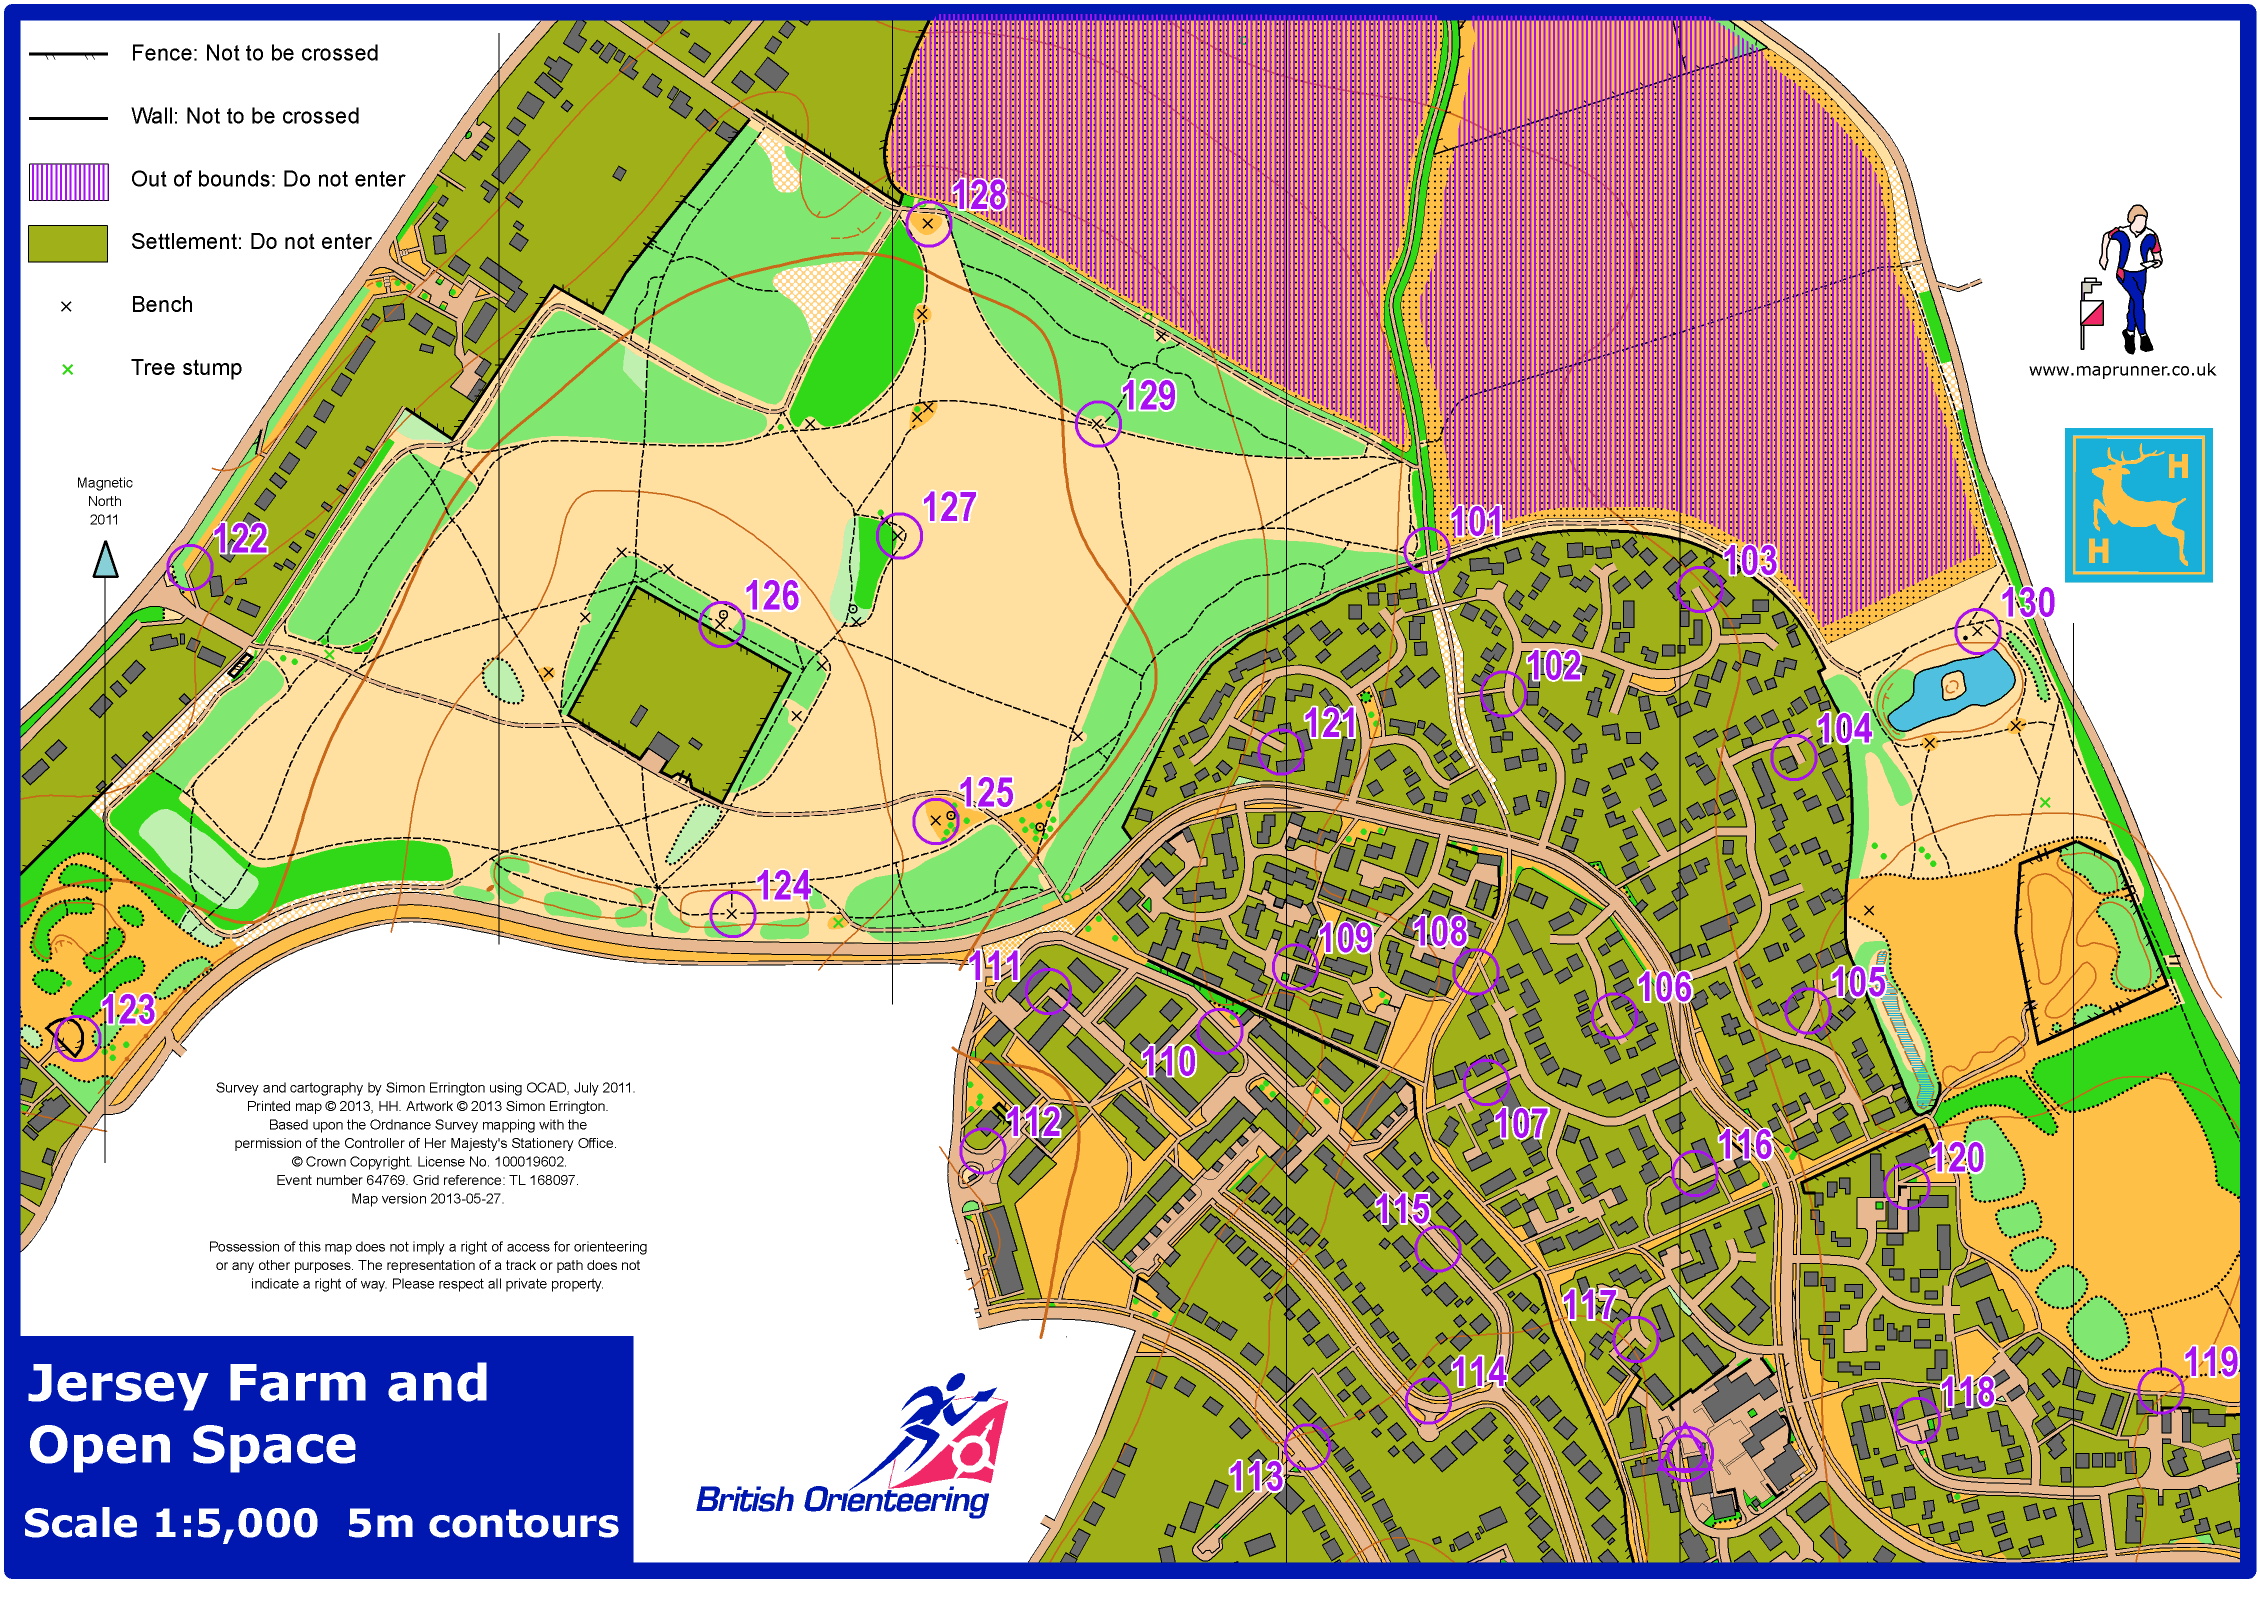 Fence: Not to be crossed
Wall: Not to be crossed
Out of bounds: Do not enter
Settlement: Do not enter
Bench
Tree stump
Magnetic
North
2011
www.maprunner.co.uk
H
H
128
129
127
101
103
122
126
130
102
121
104
125
124
108
109
111
123
106
105
110
107
112
116
120
115
117
114
118
119
113
Survey and cartography by Simon Errington using OCAD, July 2011.
Printed map © 2013, HH. Artwork © 2013 Simon Errington.
Based upon the Ordnance Survey mapping with the
permission of the Controller of Her Majesty's Stationery Office.
© Crown Copyright. License No. 100019602.
Event number 64769. Grid reference: TL 168097.
Map version 2013-05-27.
Possession of this map does not imply a right of access for orienteering
or any other purposes. The representation of a track or path does not
indicate a right of way. Please respect all private property.
Jersey Farm and
Open Space
Scale 1:5,000 5m contours
British Orienteering